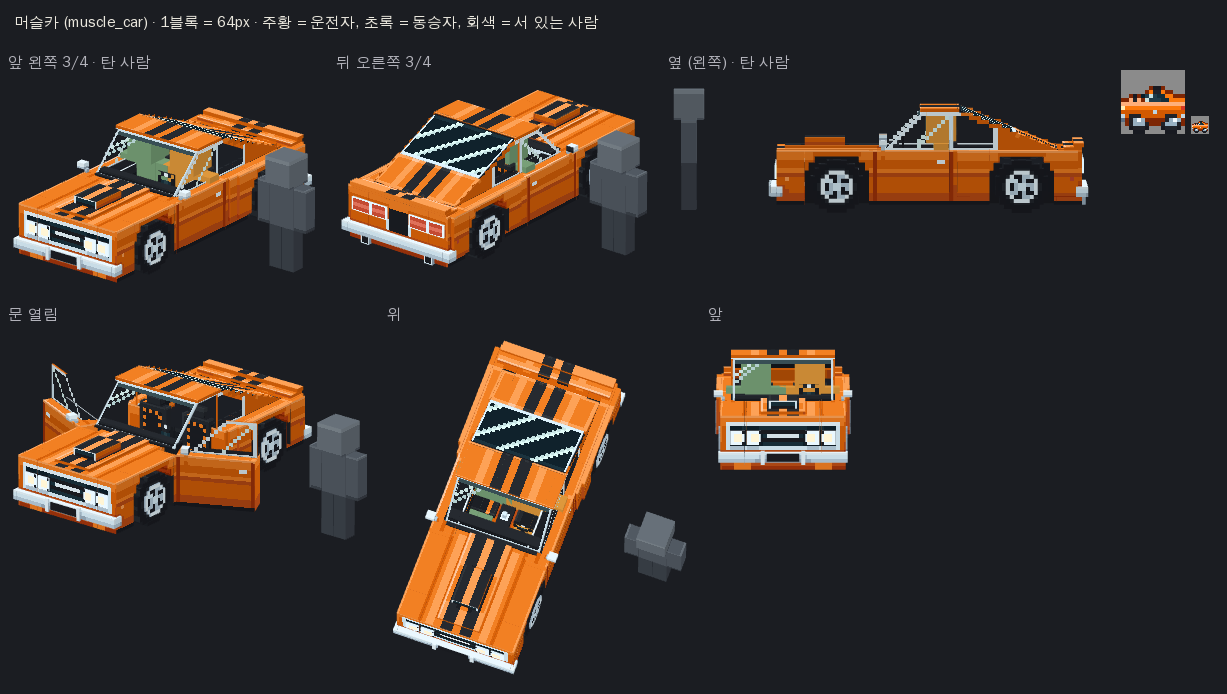 머슬카 (muscle_car) · 1블록 = 64px · 주황 = 운전자, 초록 = 동승자, 회색 = 서 있는 사람
앞 왼쪽 3/4 · 탄 사람
뒤 오른쪽 3/4
옆 (왼쪽) · 탄 사람
문 열림
위
앞